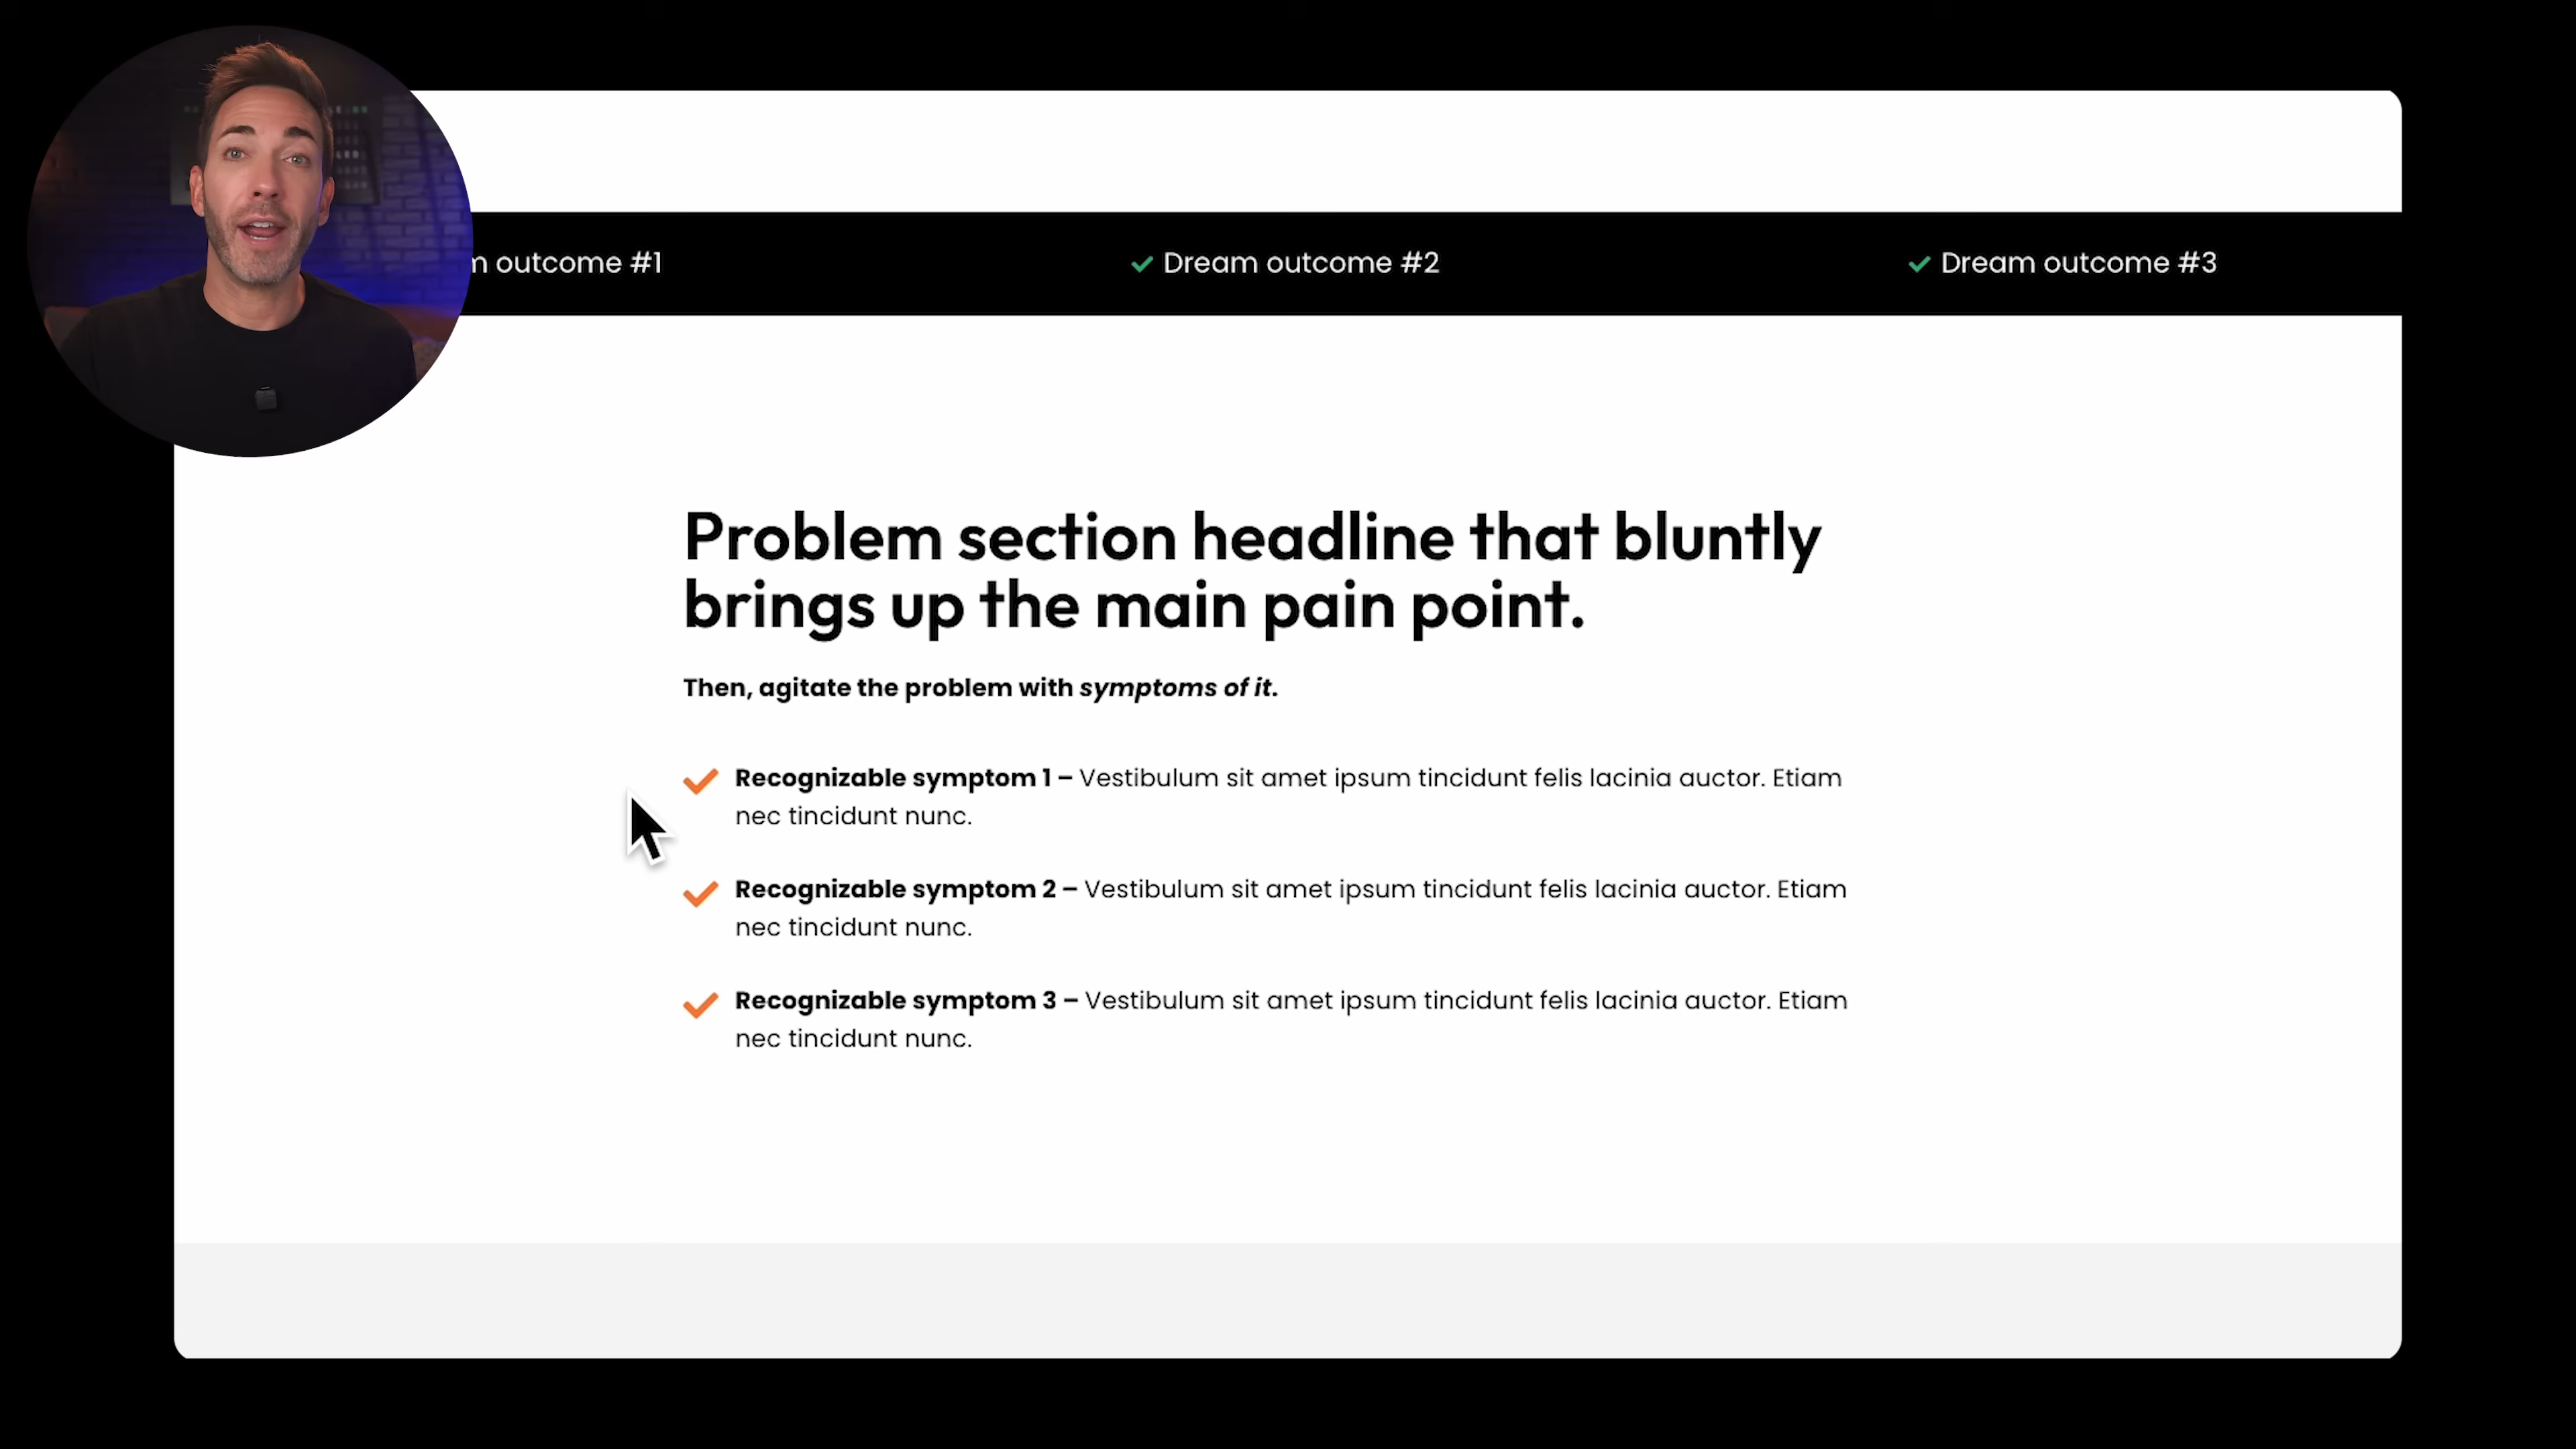 outcome #1
Dream outcome #2
Dream outcome #3
Problem section headline that bluntly
brings up the main pain point.
Then, agitate the problem with symptoms of it.
Recognizable symptom 1 – Vestibulum sit amet ipsum tincidunt felis lacinia auctor. Etiam
nec tincidunt nunc.
Recognizable symptom 2 – Vestibulum sit amet ipsum tincidunt felis lacinia auctor. Etiam
nec tincidunt nunc.
Recognizable symptom 3 – Vestibulum sit amet ipsum tincidunt felis lacinia auctor. Etiam
nec tincidunt nunc.